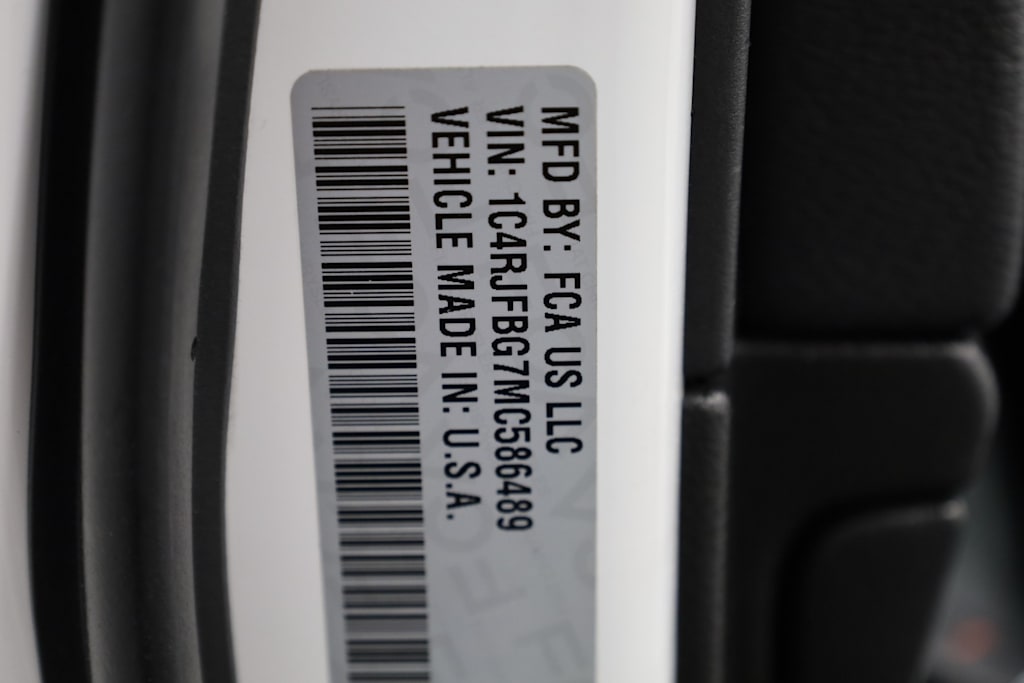 MFD BY: FCA US LLC
VIN: 1C4RJFBG7MC586489
VEHICLE MADE IN: U.S.A.